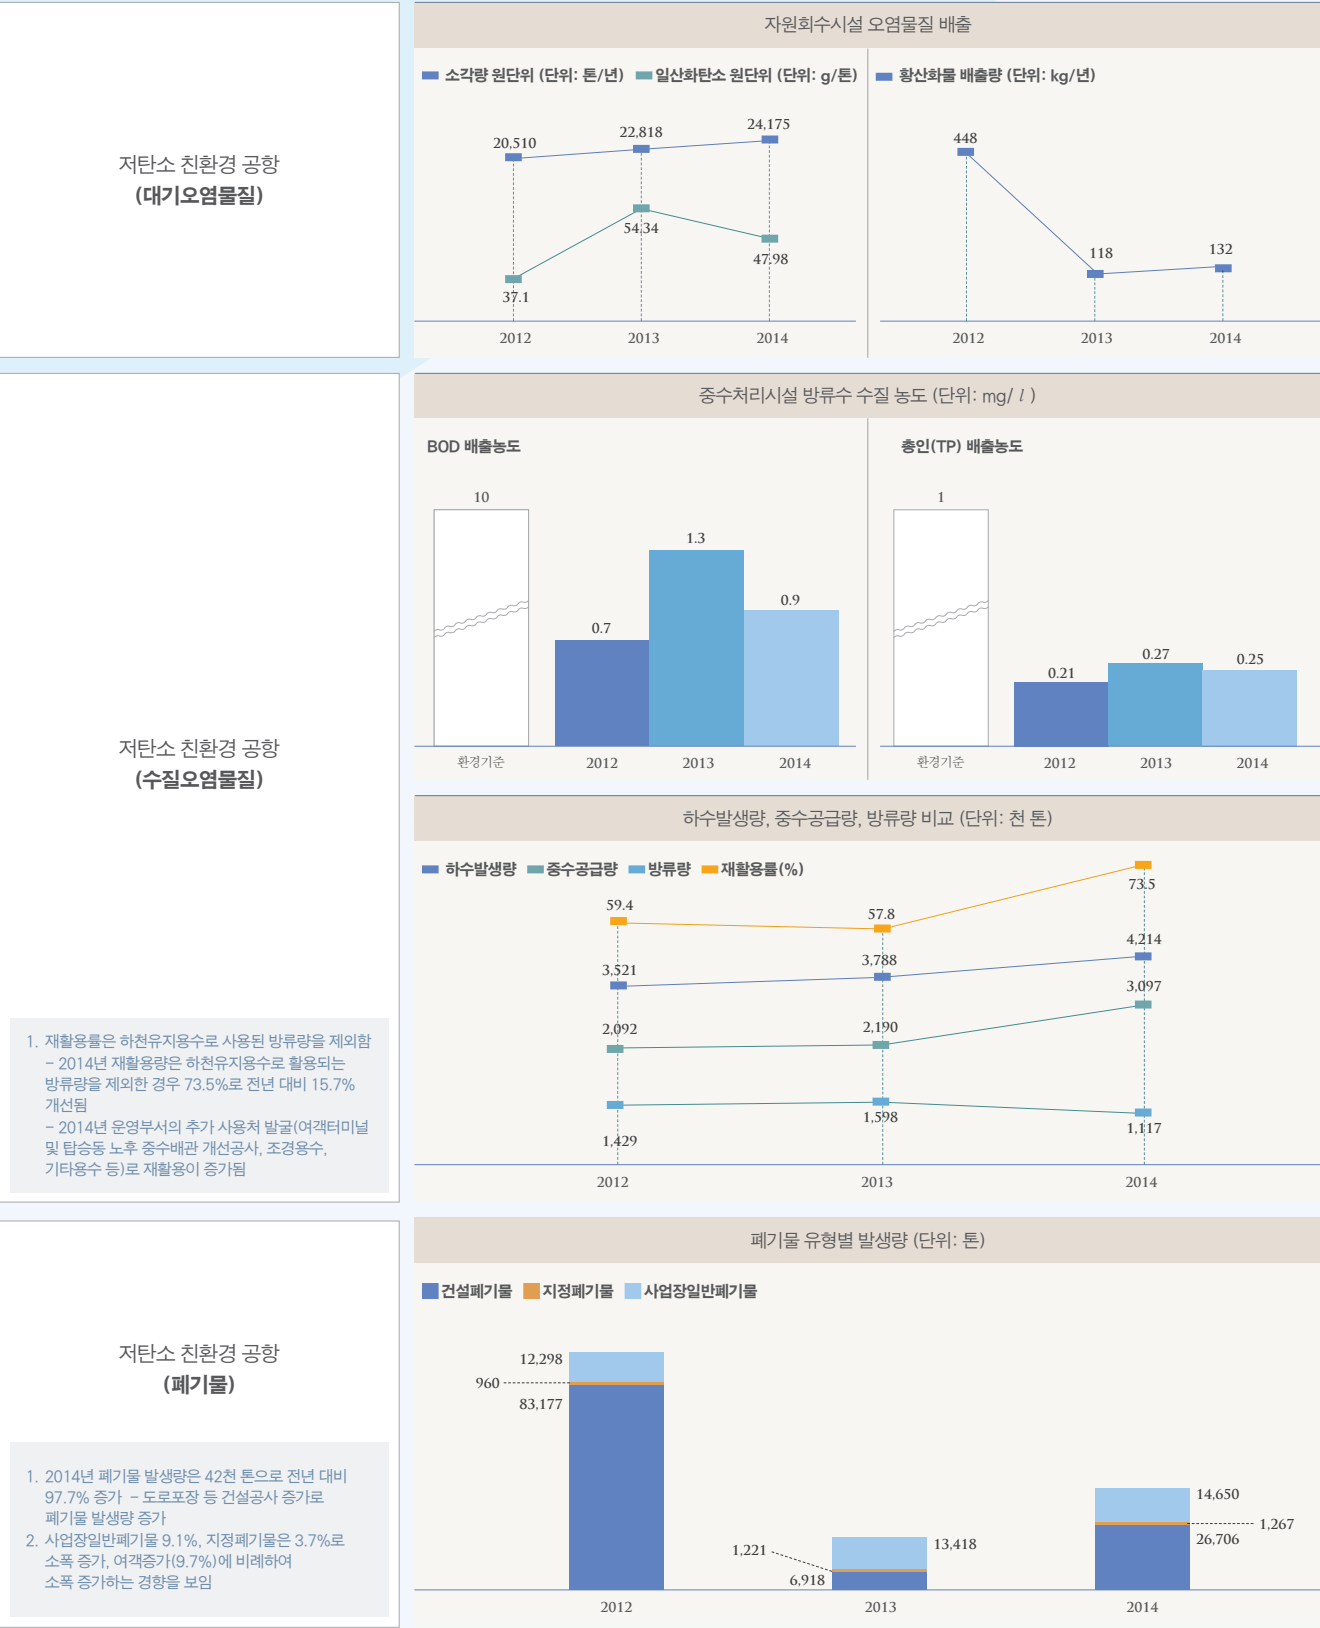 저탄소 친환경 공항
(대기오염물질)
자원회수시설 오염물질 배출
소각량 원단위 (단위: 톤/년) 일산화탄소 원단위 (단위: g/톤)
20,510
22,818
24,175
37.1
54.34
47.98
2012 2013 2014
황산화물 배출량 (단위: kg/년)
448
118
132
2012 2013 2014
저탄소 친환경 공항
(수질오염물질)
1. 재활용률은 하천유지용수로 사용된 방류량을 제외함
– 2014년 재활용량은 하천유지용수로 활용되는
방류량을 제외한 경우 73.5%로 전년 대비 15.7%
개선됨
– 2014년 운영부서의 추가 사용처 발굴(여객터미널
및 탑승동 노후 중수배관 개선공사, 조경용수,
기타용수 등)로 재활용이 증가됨
중수처리시설 방류수 수질 농도 (단위: mg/ l )
BOD 배출농도
10
0.7
1.3
0.9
환경기준 2012 2013 2014
총인(TP) 배출농도
1
0.21
0.27
0.25
환경기준 2012 2013 2014
하수발생량, 중수공급량, 방류량 비교 (단위: 천 톤)
하수발생량 중수공급량 방류량 재활용률(%)
59.4
57.8
73.5
3,521
3,788
4,214
2,092
2,190
3,097
1,429
1,598
1,117
2012 2013 2014
저탄소 친환경 공항
(폐기물)
1. 2014년 폐기물 발생량은 42천 톤으로 전년 대비
97.7% 증가 – 도로포장 등 건설공사 증가로
폐기물 발생량 증가
2. 사업장일반폐기물 9.1%, 지정폐기물은 3.7%로
소폭 증가, 여객증가(9.7%)에 비례하여
소폭 증가하는 경향을 보임
폐기물 유형별 발생량 (단위: 톤)
건설폐기물 지정폐기물 사업장일반폐기물
12,298
960
83,177
13,418
1,221
6,918
14,650
1,267
26,706
2012 2013 2014